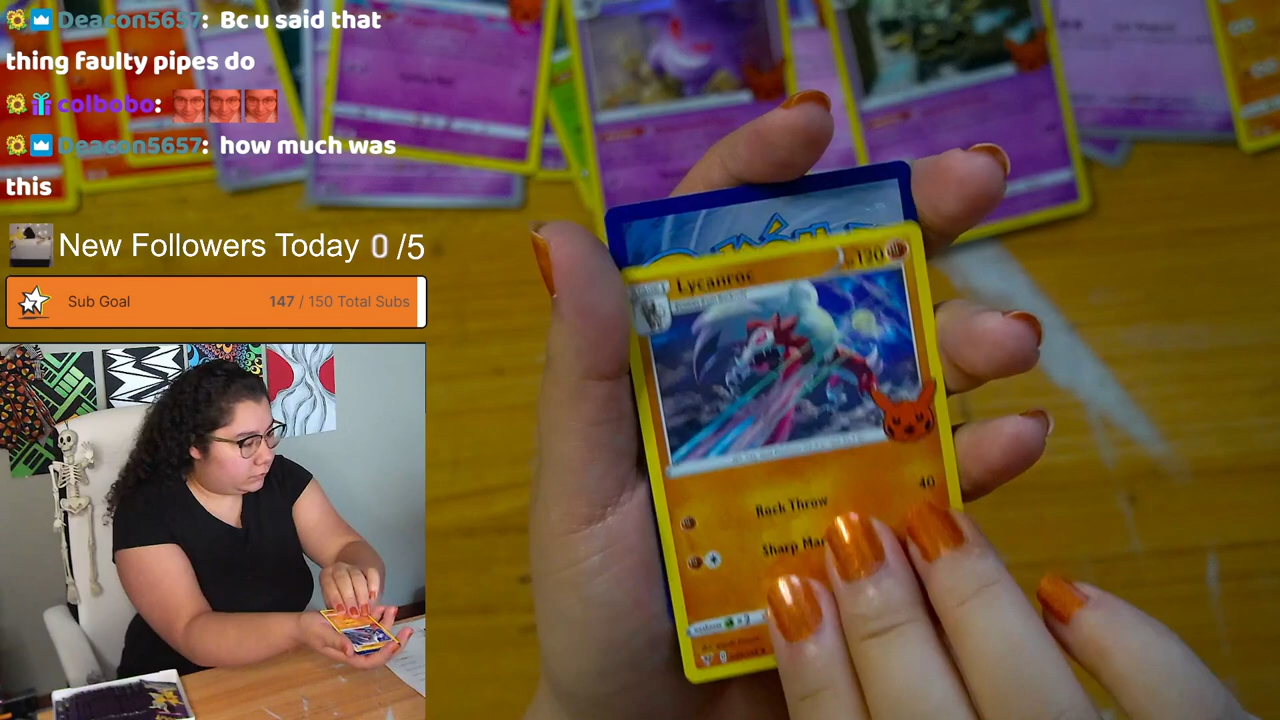 Deacon5657: Bc u said that
thing faulty pipes do
colbobo:
Deacon5657: how much was
this
New Followers Today 0 /5
Sub Goal 147 / 150 Total Subs
Lycanroc 120
Rock Throw 40
Sharp